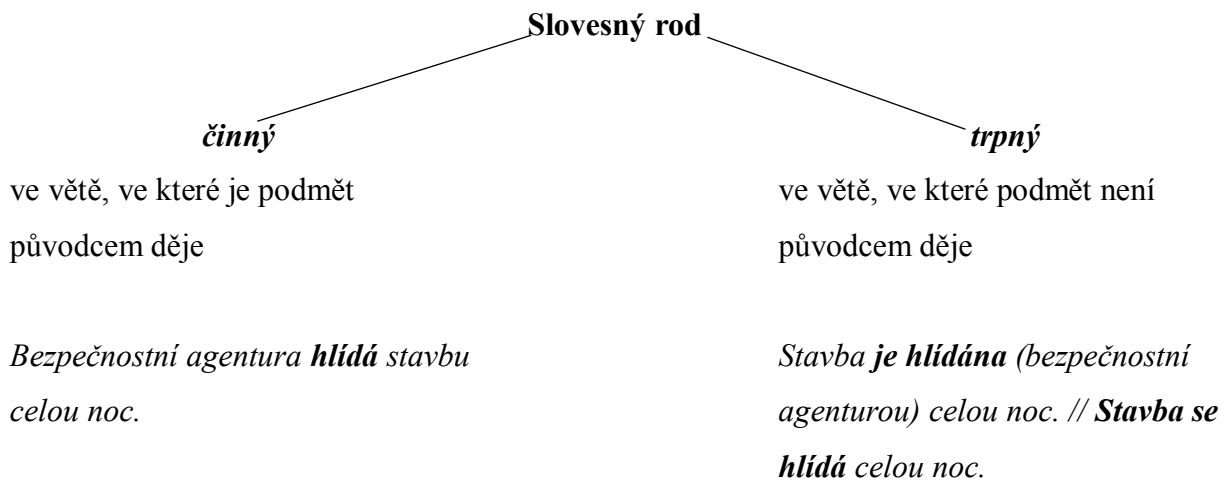 Slovesný rod
činný
ve větě, ve které je podmět
původcem děje
Bezpečnostní agentura hlídá stavbu
celou noc.
trpný
ve větě, ve které podmět není
původcem děje
Stavba je hlídána (bezpečnostní
agenturou) celou noc. // Stavba se
hlídá celou noc.